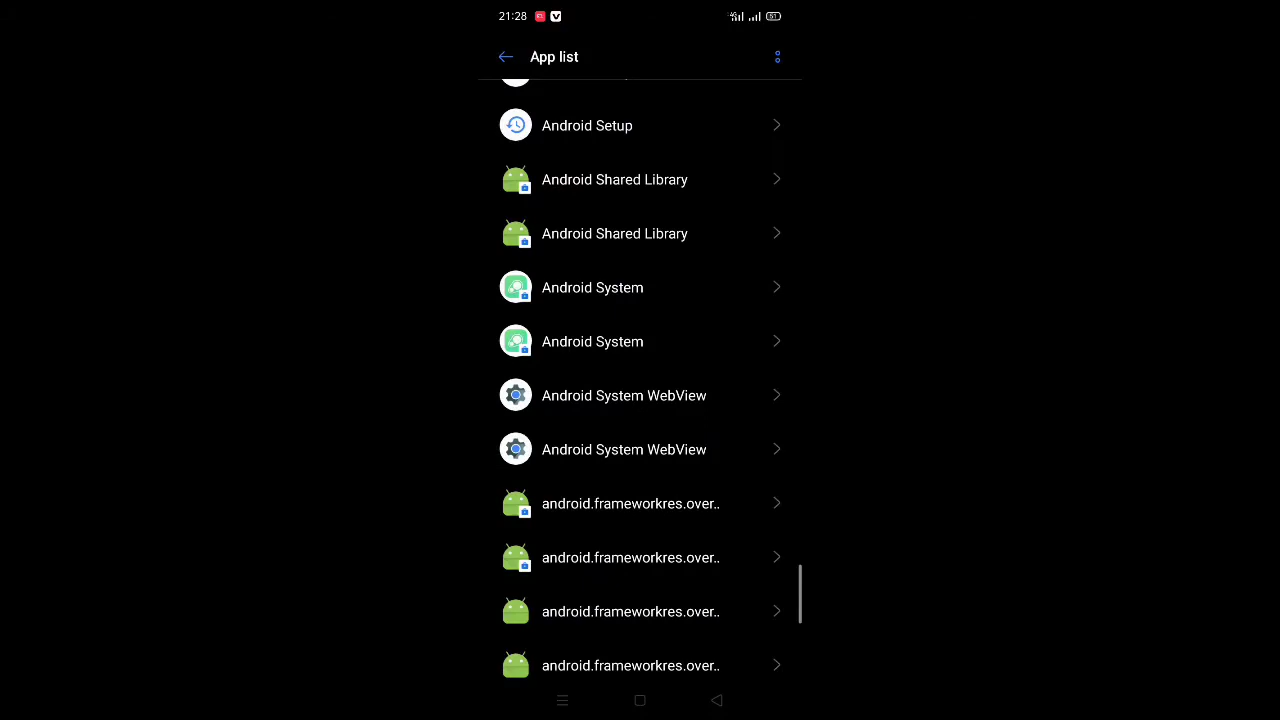 21:28
App list
Android Setup
Android Shared Library
Android Shared Library
Android System
Android System
Android System WebView
Android System WebView
android.frameworkres.over..
android.frameworkres.over..
android.frameworkres.over..
android.frameworkres.over..